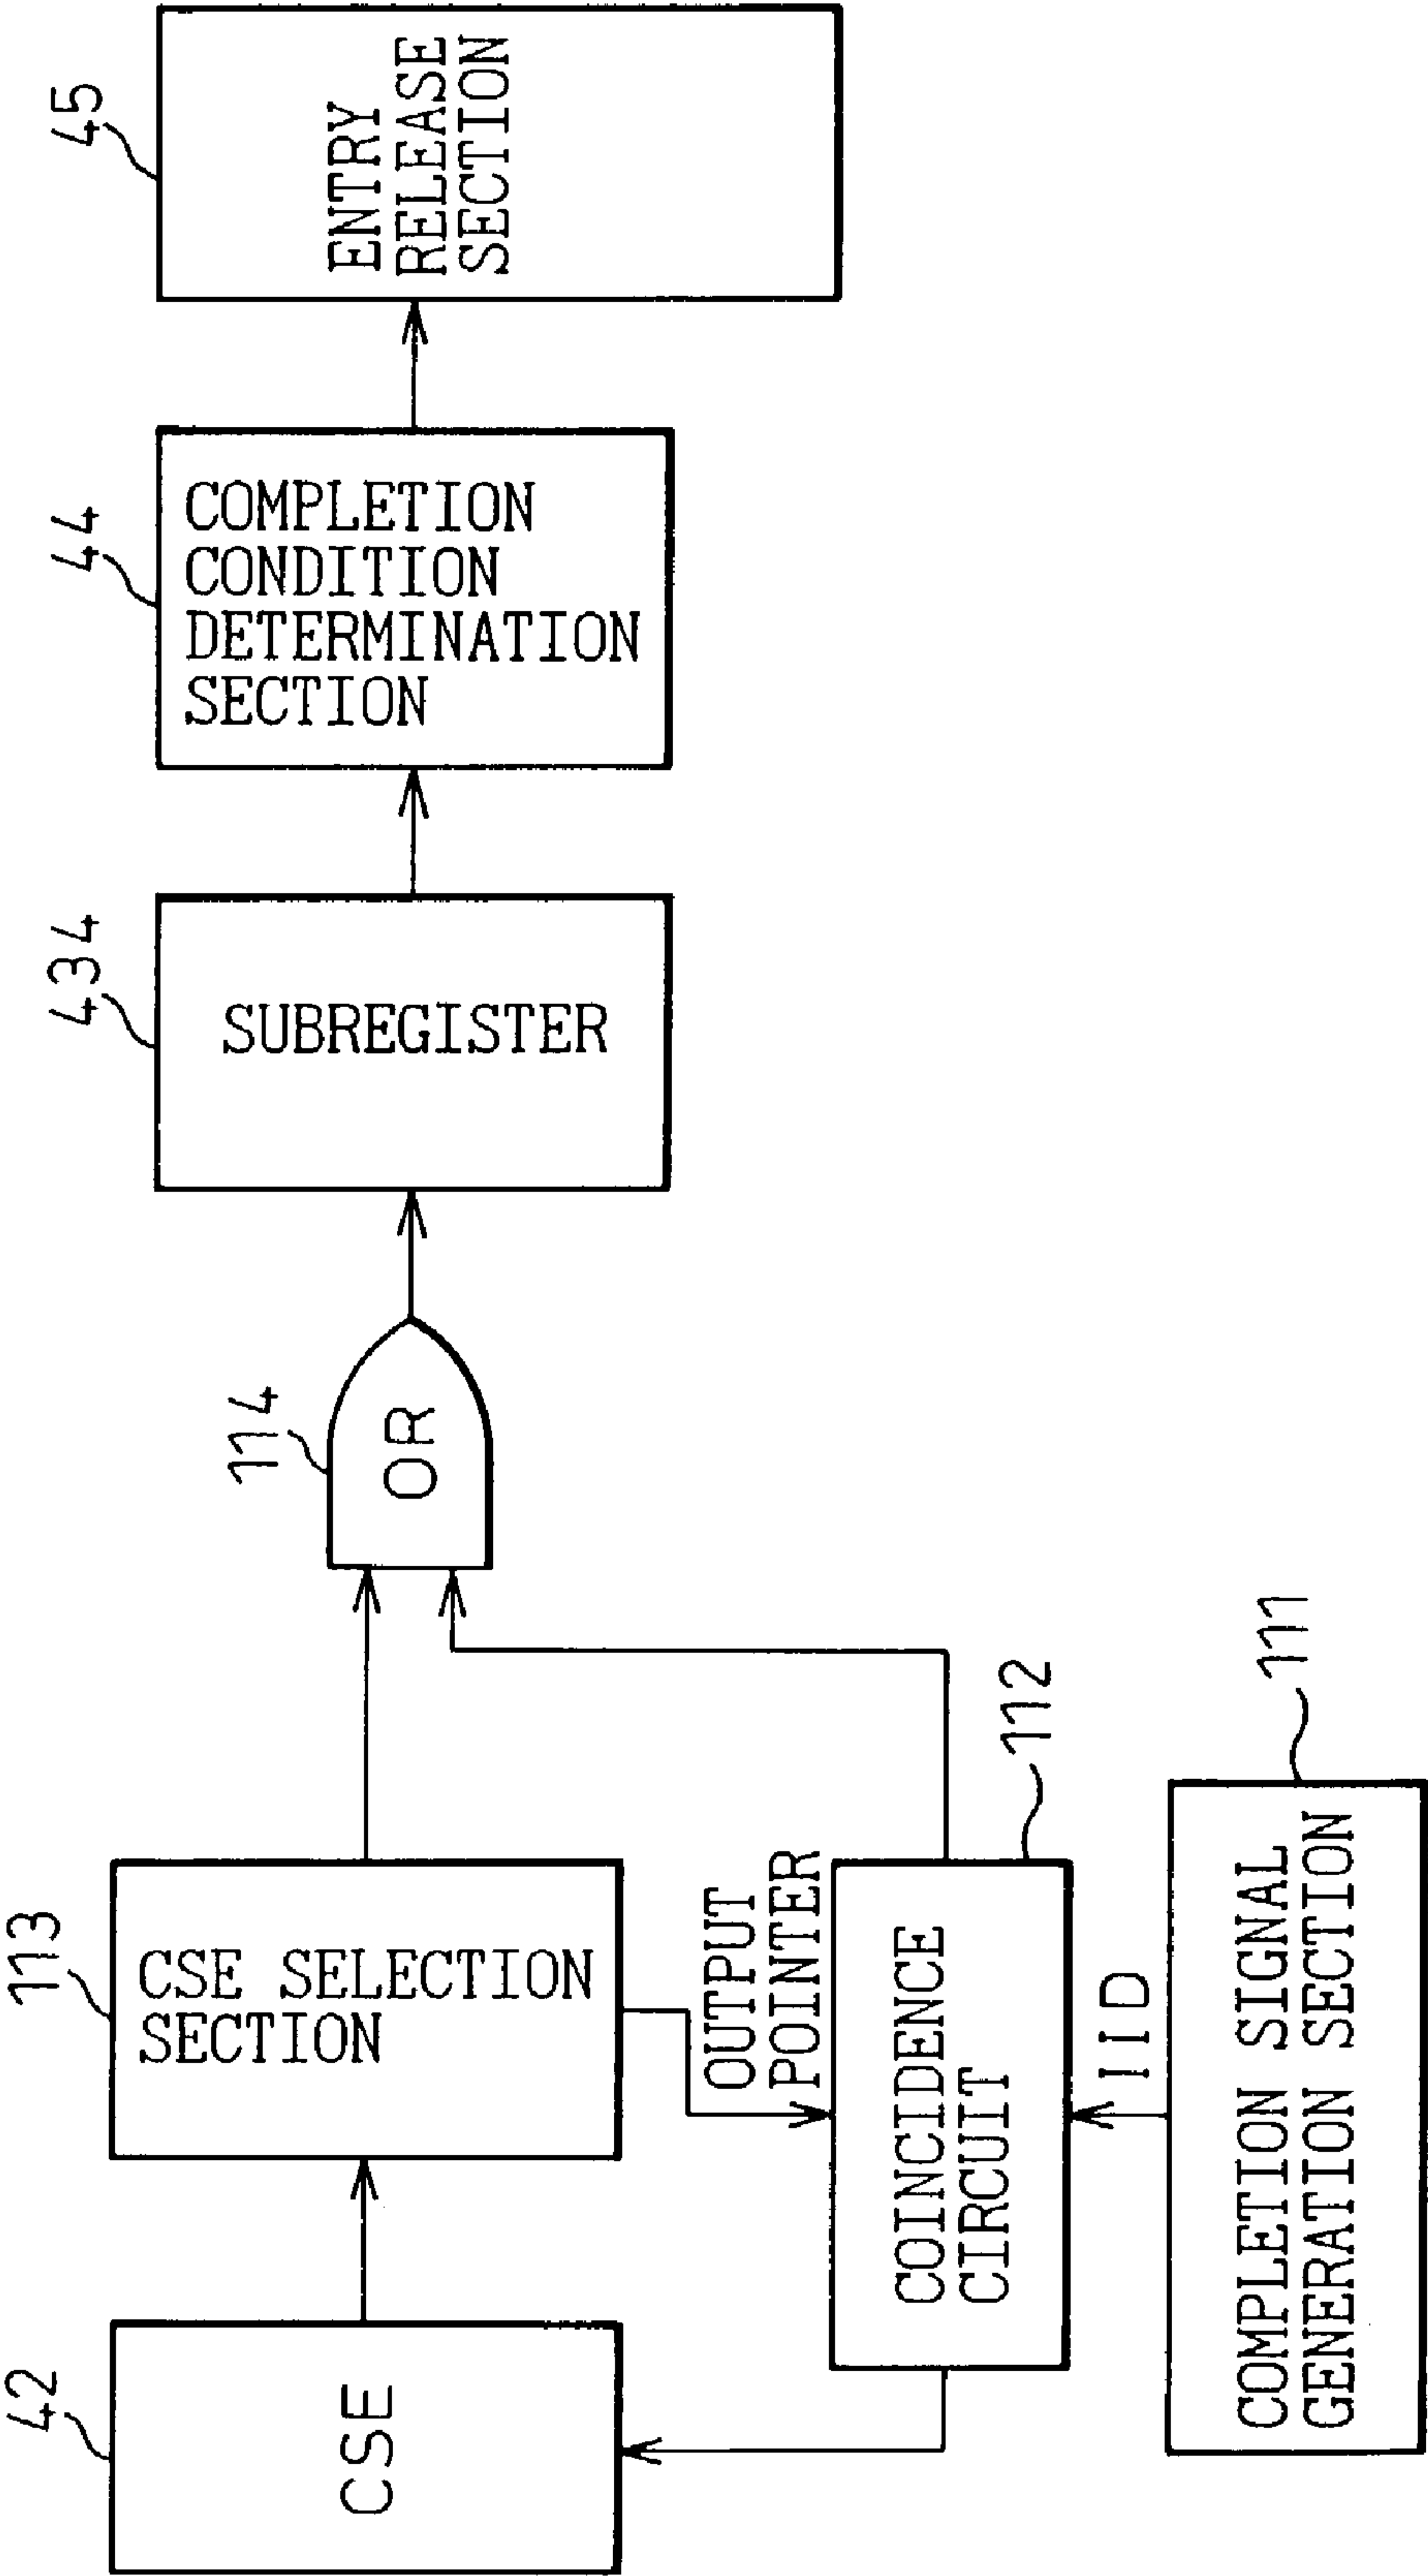 42
CSE
113
CSE SELECTION
SECTION
OUTPUT
POINTER
112
COINCIDENCE
CIRCUIT
IID
111
COMPLETION SIGNAL
GENERATION SECTION
114
OR
434
SUBREGISTER
44
COMPLETION
CONDITION
DETERMINATION
SECTION
45
ENTRY
RELEASE
SECTION